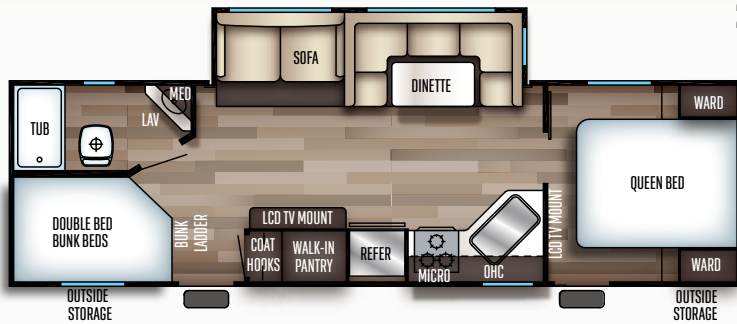 SOFA
DINETTE
MED
LAV
TUB
WARD
QUEEN BED
DOUBLE BED
BUNK BEDS
BUNK
LADDER
LCD TV MOUNT
COAT
HOOKS
WALK-IN
PANTRY
REFER
MICRO
OHC
LCD TV MOUNT
WARD
OUTSIDE
STORAGE
OUTSIDE
STORAGE